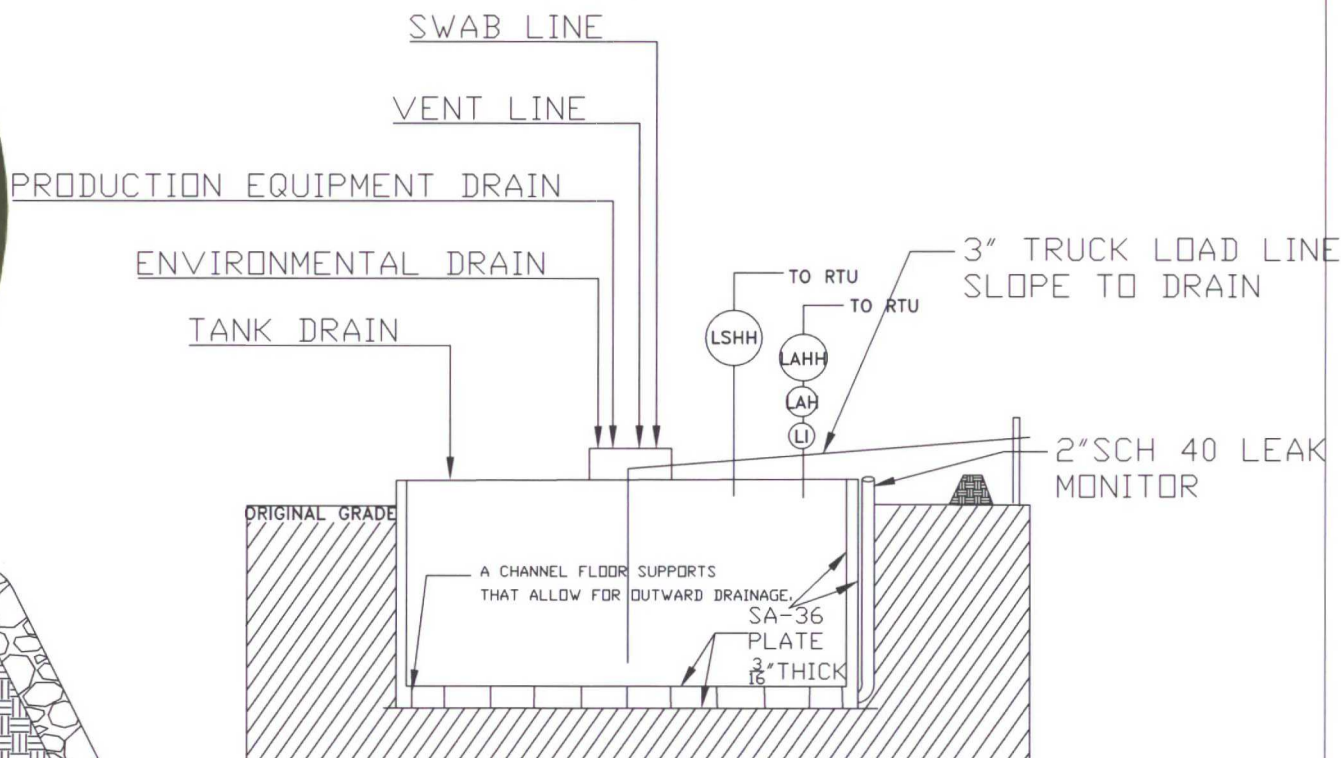 SWAB LINE
VENT LINE
PRODUCTION EQUIPMENT DRAIN
ENVIRONMENTAL DRAIN
TANK DRAIN
3" TRUCK LOAD LINE
SLOPE TO DRAIN
TO RTU
TO RTU
LSHH
LAHH
LAH
LI
2"SCH 40 LEAK
MONITOR
ORIGINAL GRADE
A CHANNEL FLOOR SUPPORTS
THAT ALLOW FOR OUTWARD DRAINAGE.
SA-36
PLATE
3/16" THICK